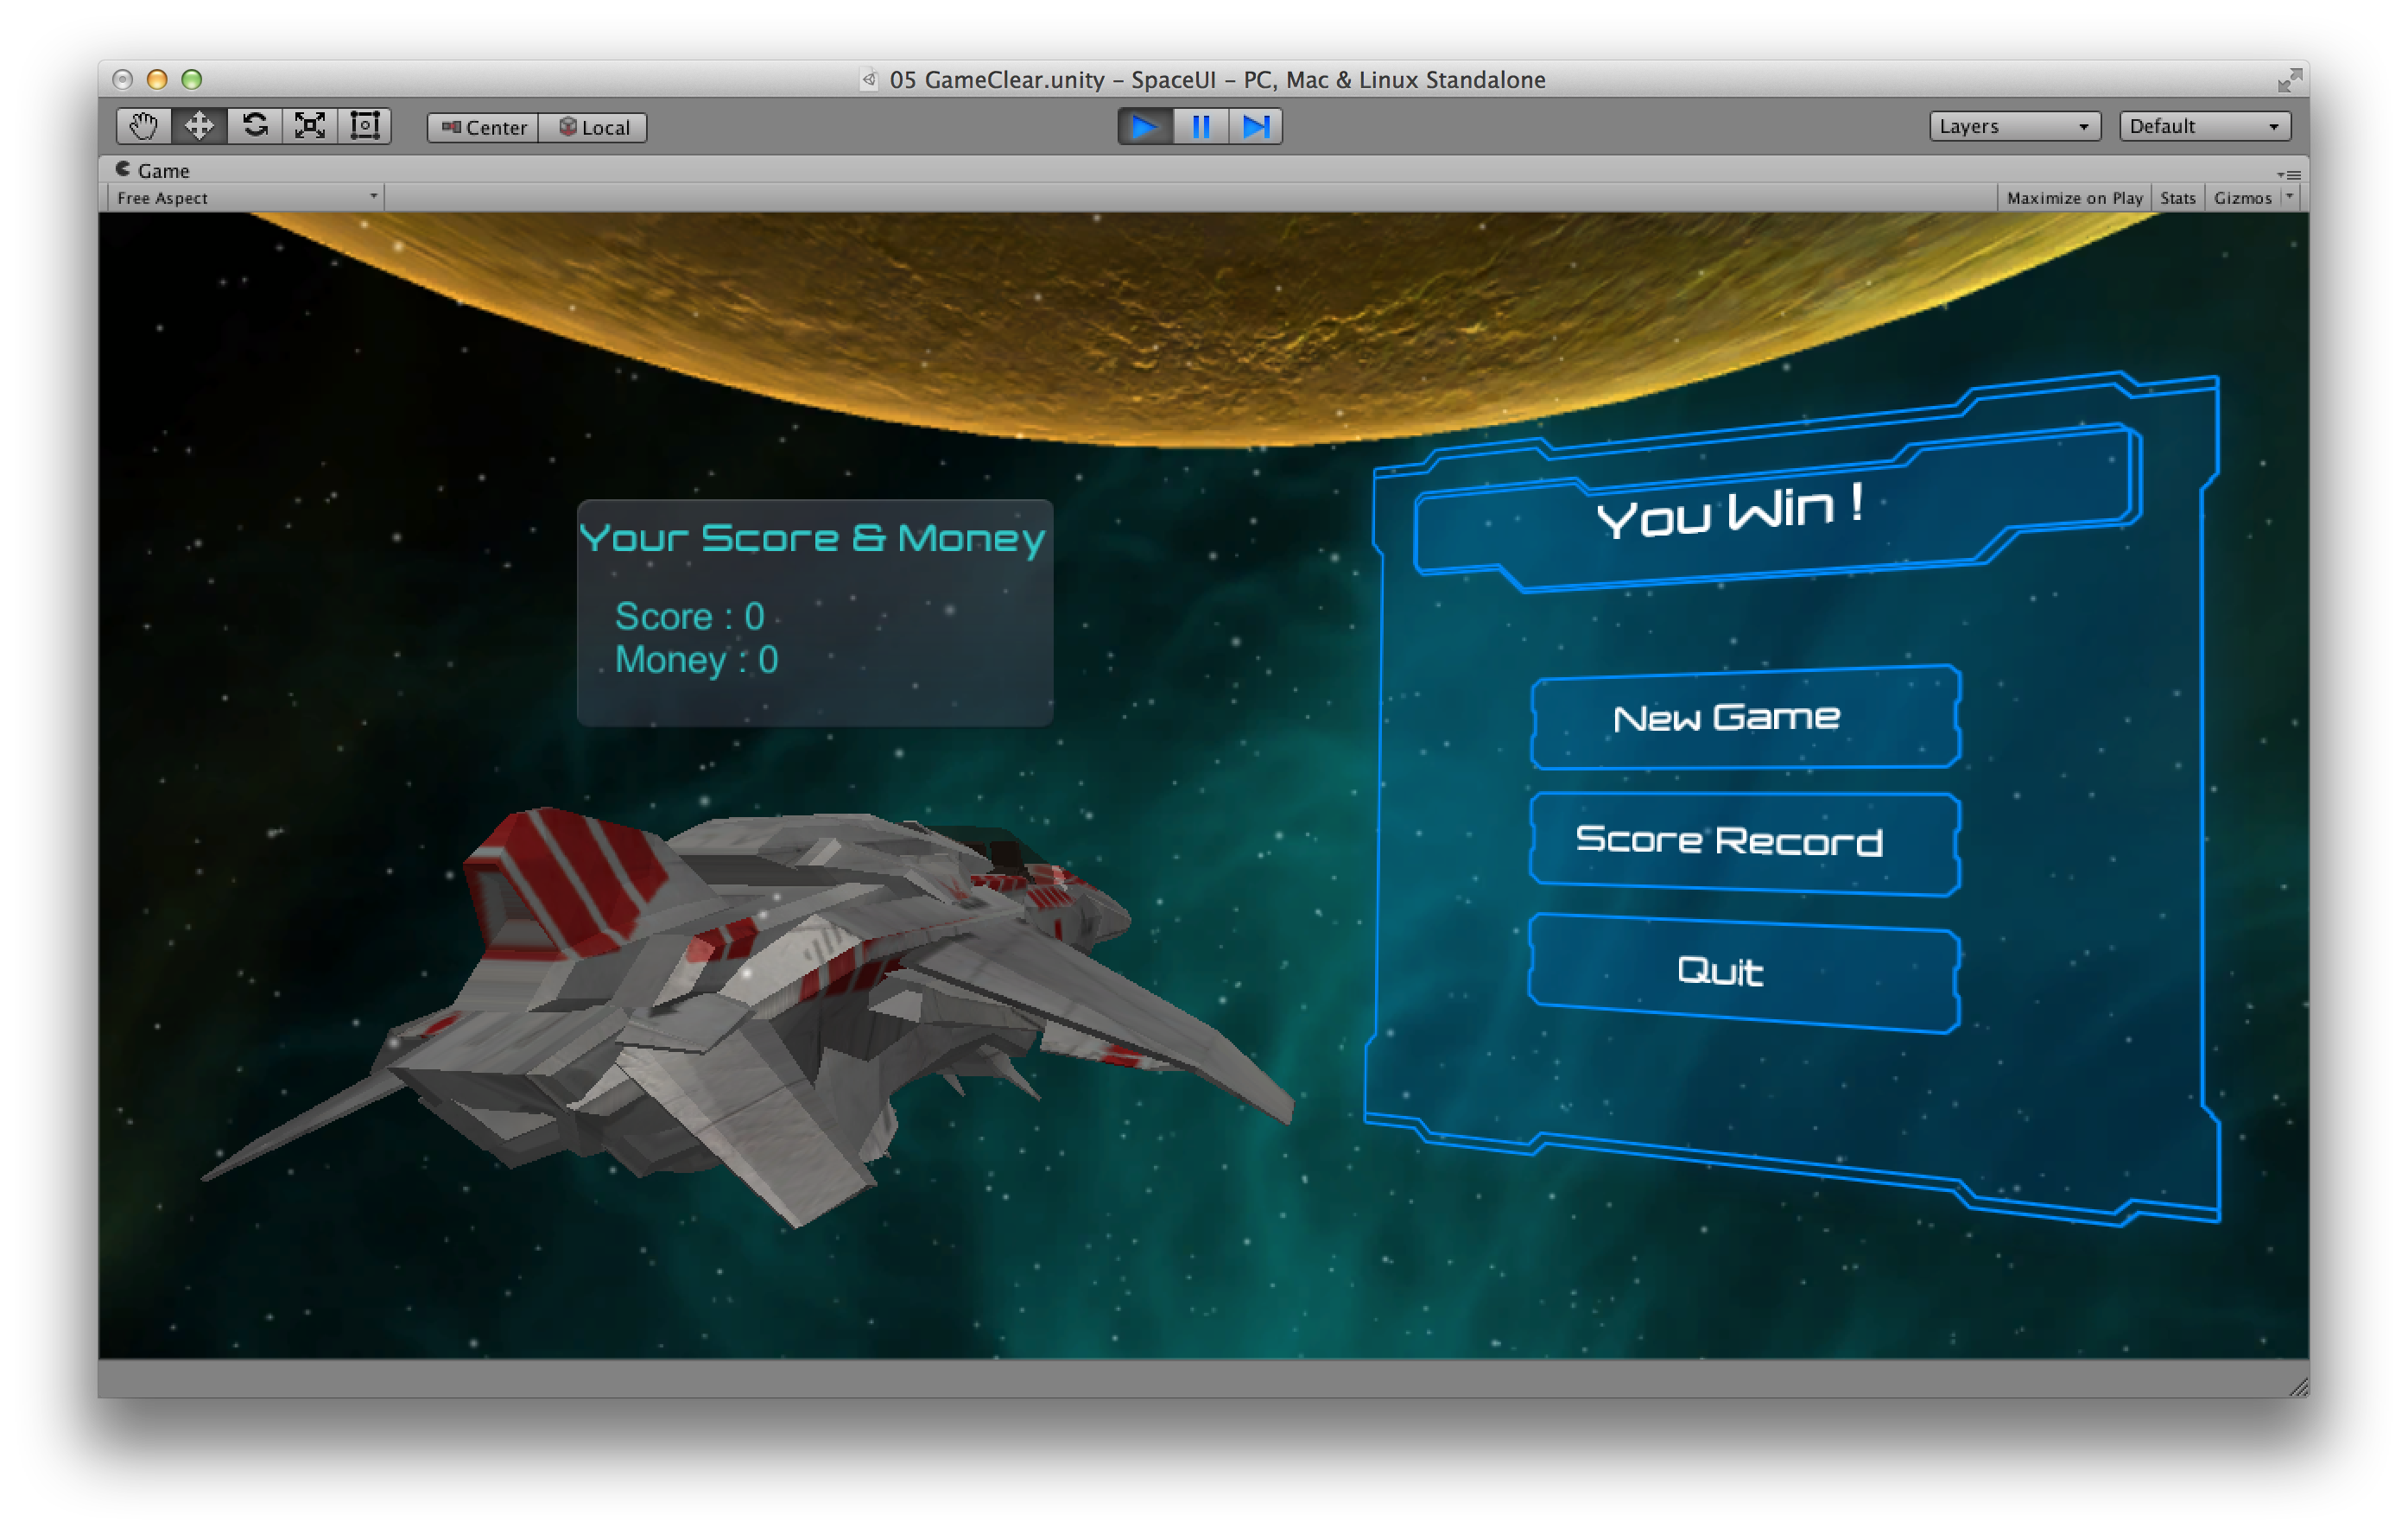 05 GameClear.unity – SpaceUI – PC, Mac & Linux Standalone
Center Local
Layers Default
Game
Free Aspect Maximize on Play Stats Gizmos
Your Score & Money
Score : 0
Money : 0
You Win !
New Game
Score Record
Quit